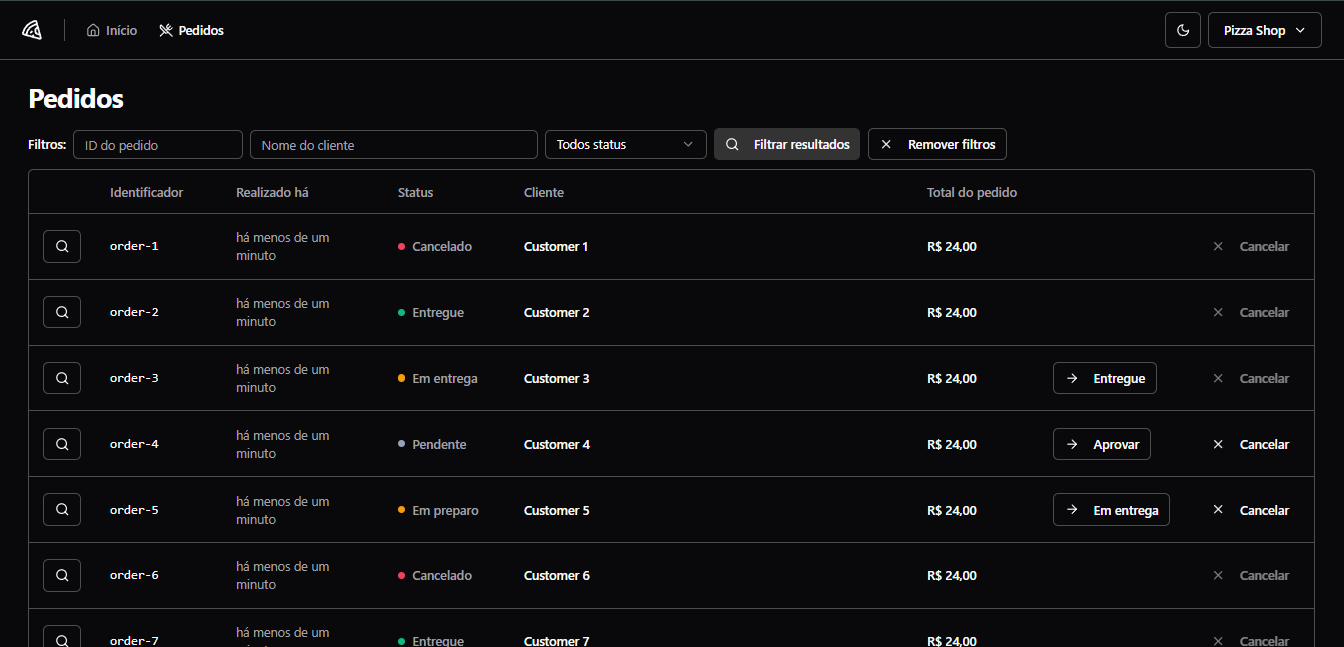 Início Pedidos Pizza Shop
Pedidos
Filtros: ID do pedido Nome do cliente Todos status Filtrar resultados Remover filtros
Identificador Realizado há Status Cliente Total do pedido
order-1 há menos de um minuto Cancelado Customer 1 R$ 24,00 Cancelar
order-2 há menos de um minuto Entregue Customer 2 R$ 24,00 Cancelar
order-3 há menos de um minuto Em entrega Customer 3 R$ 24,00 Entregue Cancelar
order-4 há menos de um minuto Pendente Customer 4 R$ 24,00 Aprovar Cancelar
order-5 há menos de um minuto Em preparo Customer 5 R$ 24,00 Em entrega Cancelar
order-6 há menos de um minuto Cancelado Customer 6 R$ 24,00 Cancelar
order-7 há menos de um Entregue Customer 7 R$ 24,00 Cancelar